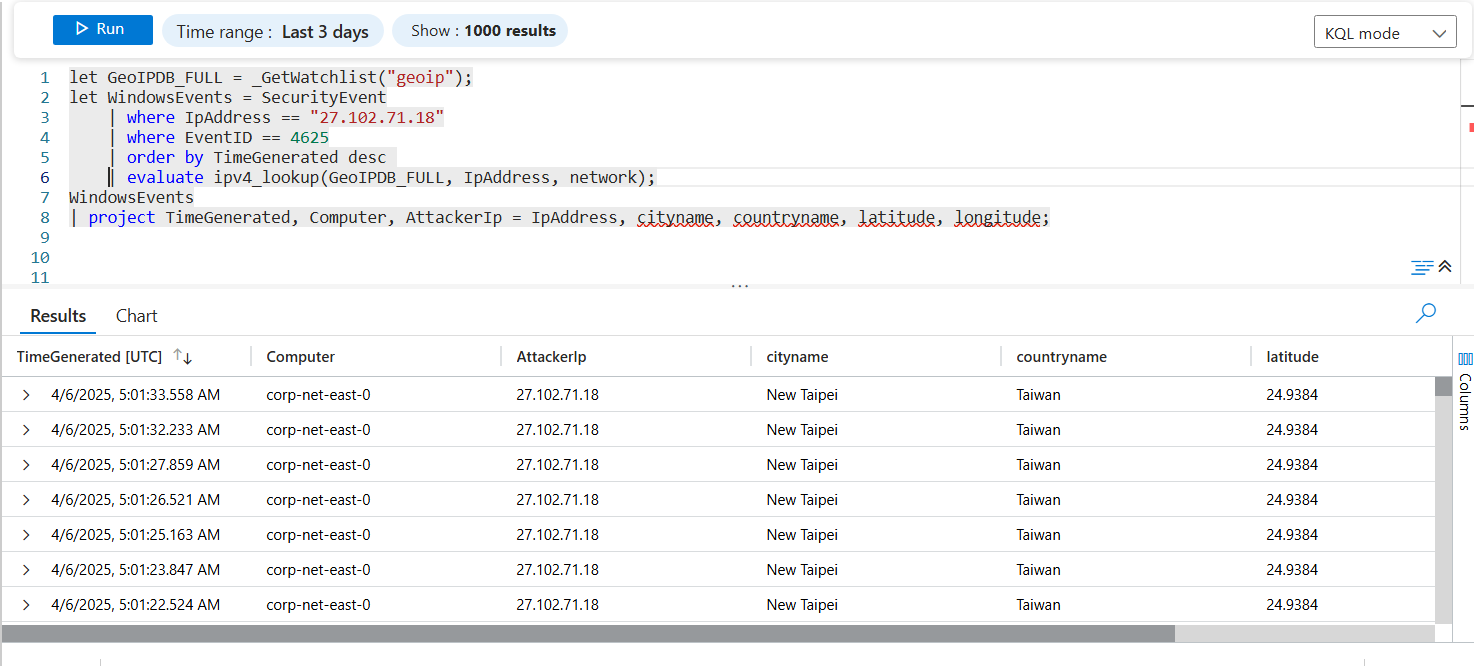 Run Time range : Last 3 days Show : 1000 results KQL mode
1 let GeoIPDB_FULL = _GetWatchlist("geoip");
2 let WindowsEvents = SecurityEvent
3 | where IpAddress == "27.102.71.18"
4 | where EventID == 4625
5 | order by TimeGenerated desc
6 | evaluate ipv4_lookup(GeoIPDB_FULL, IpAddress, network);
7 WindowsEvents
8 | project TimeGenerated, Computer, AttackerIp = IpAddress, cityname, countryname, latitude, longitude;
9
10
11
Results Chart
TimeGenerated [UTC] Computer AttackerIp cityname countryname latitude
4/6/2025, 5:01:33.558 AM corp-net-east-0 27.102.71.18 New Taipei Taiwan 24.9384
4/6/2025, 5:01:32.233 AM corp-net-east-0 27.102.71.18 New Taipei Taiwan 24.9384
4/6/2025, 5:01:27.859 AM corp-net-east-0 27.102.71.18 New Taipei Taiwan 24.9384
4/6/2025, 5:01:26.521 AM corp-net-east-0 27.102.71.18 New Taipei Taiwan 24.9384
4/6/2025, 5:01:25.163 AM corp-net-east-0 27.102.71.18 New Taipei Taiwan 24.9384
4/6/2025, 5:01:23.847 AM corp-net-east-0 27.102.71.18 New Taipei Taiwan 24.9384
4/6/2025, 5:01:22.524 AM corp-net-east-0 27.102.71.18 New Taipei Taiwan 24.9384
Columns